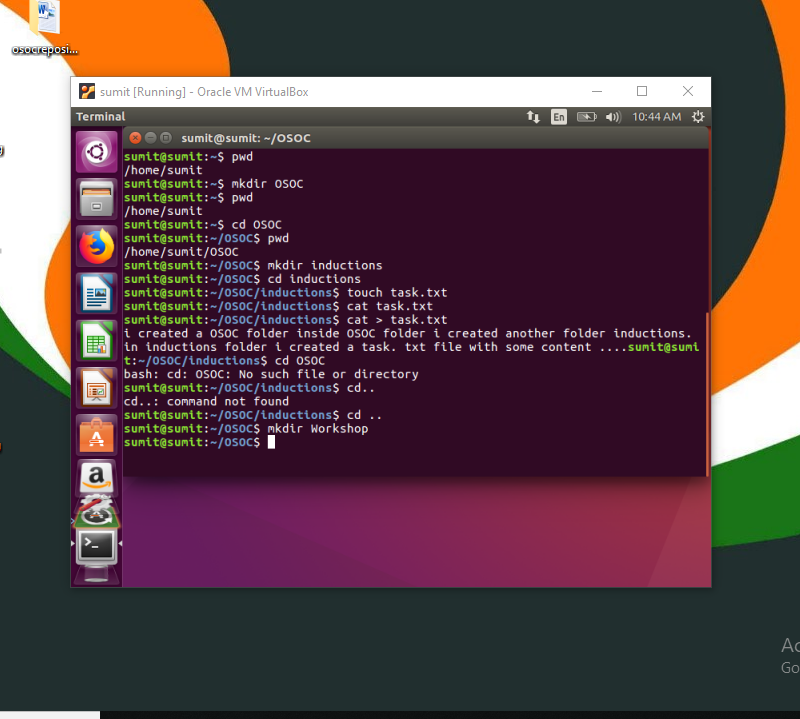 osocreposi...
sumit [Running] - Oracle VM VirtualBox
Terminal
En
10:44 AM
sumit@sumit: ~/OSOC
sumit@sumit:~$ pwd
/home/sumit
sumit@sumit:~$ mkdir OSOC
sumit@sumit:~$ pwd
/home/sumit
sumit@sumit:~$ cd OSOC
sumit@sumit:~/OSOC$ pwd
/home/sumit/OSOC
sumit@sumit:~/OSOC$ mkdir inductions
sumit@sumit:~/OSOC$ cd inductions
sumit@sumit:~/OSOC/inductions$ touch task.txt
sumit@sumit:~/OSOC/inductions$ cat task.txt
sumit@sumit:~/OSOC/inductions$ cat > task.txt
i created a OSOC folder inside OSOC folder i created another folder inductions.
in inductions folder i created a task. txt file with some content ....sumit@sumi
t:~/OSOC/inductions$ cd OSOC
bash: cd: OSOC: No such file or directory
sumit@sumit:~/OSOC/inductions$ cd..
cd..: command not found
sumit@sumit:~/OSOC/inductions$ cd ..
sumit@sumit:~/OSOC$ mkdir Workshop
sumit@sumit:~/OSOC$